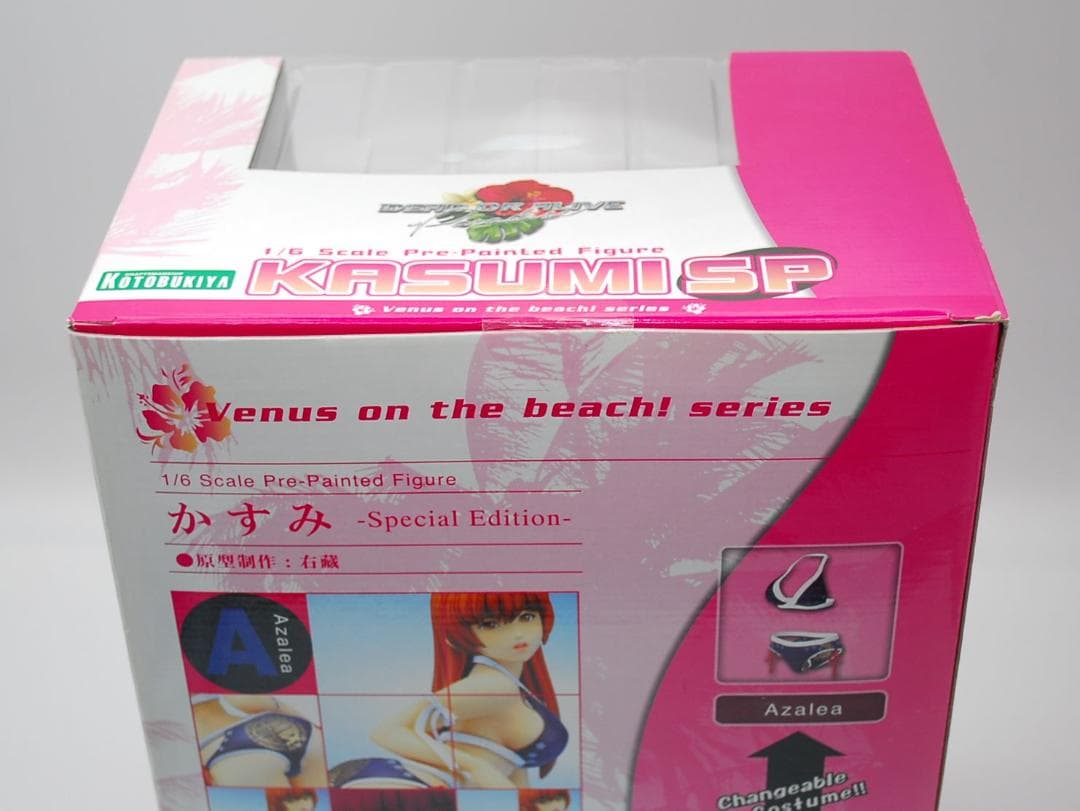 DEAD OR ALIVE
1/6 Scale Pre-Painted Figure
KOTOBUKIYA
KASUMI SP
Venus on the beach! series
Venus on the beach! series
1/6 Scale Pre-Painted Figure
かすみ -Special Edition-
●原型制作：右藏
A
Azalea
Azalea
Changeable
Costume!!